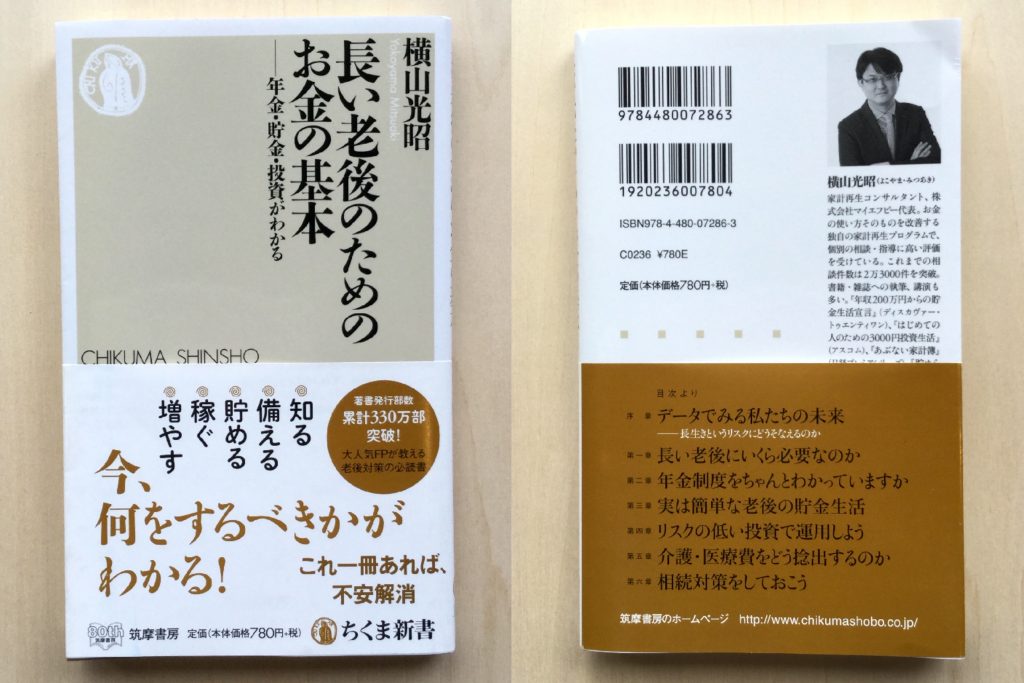 横山光昭
Yokoyama Mitsuaki
長い老後のための
お金の基本
──年金・貯金・投資がわかる
CHIKUMA SHINSHO
知る
備える
貯める
稼ぐ
増やす
著書発行部数
累計330万部
突破!
大人気FPが教える
老後対策の必読書
今、
何をするべきかが
わかる!
これ一冊あれば、
不安解消
80th
筑摩書房
筑摩書房
定価(本体価格780円+税)
ちくま新書
9784480072863
1920236007804
ISBN978-4-480-07286-3
C0236 ¥780E
定価(本体価格780円+税)
横山光昭(よこやま・みつあき)
家計再生コンサルタント、株
式会社マイエフピー代表。お金
の使い方そのものを改善する
独自の家計再生プログラムで、
個別の相談・指導に高い評価
を受けている。これまでの相
談件数は2万3000件を突破。
書籍・雑誌への執筆、講演も
多い。『年収200万円からの貯
金生活宣言』(ディスカヴァー・
トゥエンティワン)、『はじめての
人のための3000円投資生活』
(アスコム)、『あぶない家計簿』
目次より
序章 データでみる私たちの未来
──長生きというリスクにどうそなえるのか
第一章 長い老後にいくら必要なのか
第二章 年金制度をちゃんとわかっていますか
第三章 実は簡単な老後の貯金生活
第四章 リスクの低い投資で運用しよう
第五章 介護・医療費をどう捻出するのか
第六章 相続対策をしておこう
筑摩書房のホームページ http://www.chikumashobo.co.jp/